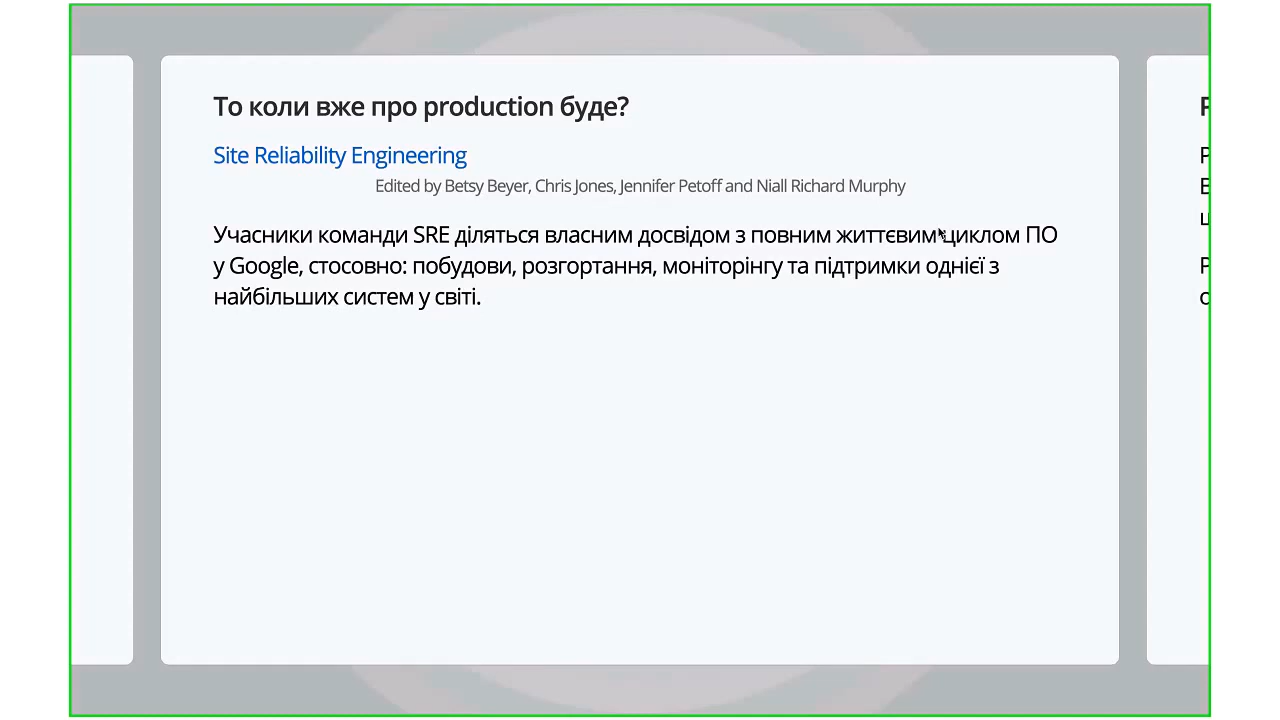 То коли вже про production буде?
Site Reliability Engineering
Edited by Betsy Beyer, Chris Jones, Jennifer Petoff and Niall Richard Murphy
Учасники команди SRE діляться власним досвідом з повним життєвим циклом ПО
у Google, стосовно: побудови, розгортання, моніторінгу та підтримки однієї з
найбільших систем у світі.